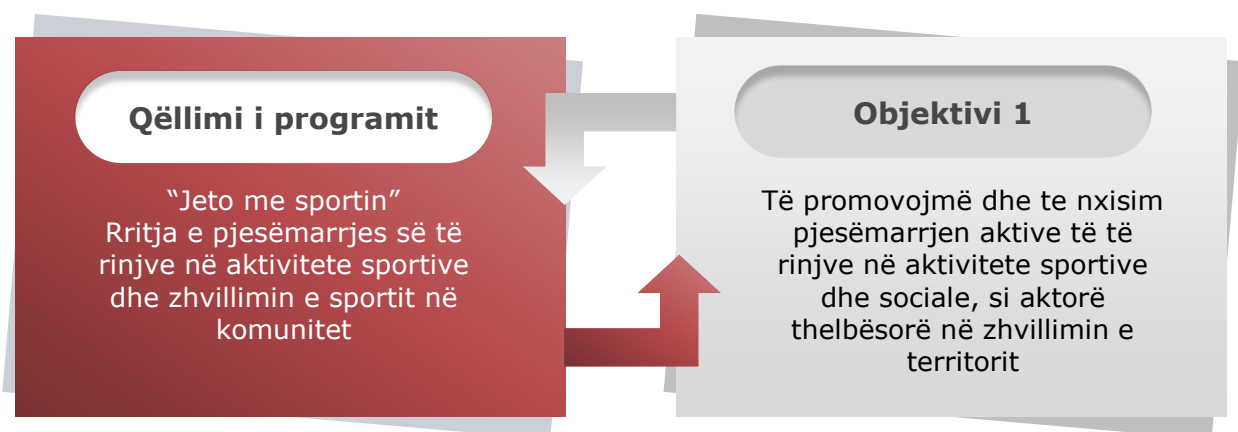 Qëllimi i programit
“Jeto me sportin”
Rritja e pjesëmarrjes së të
rinjve në aktivitete sportive
dhe zhvillimin e sportit në
komunitet
Objektivi 1
Të promovojmë dhe te nxisim
pjesëmarrjen aktive të të
rinjve në aktivitete sportive
dhe sociale, si aktorë
thelbësorë në zhvillimin e
territorit